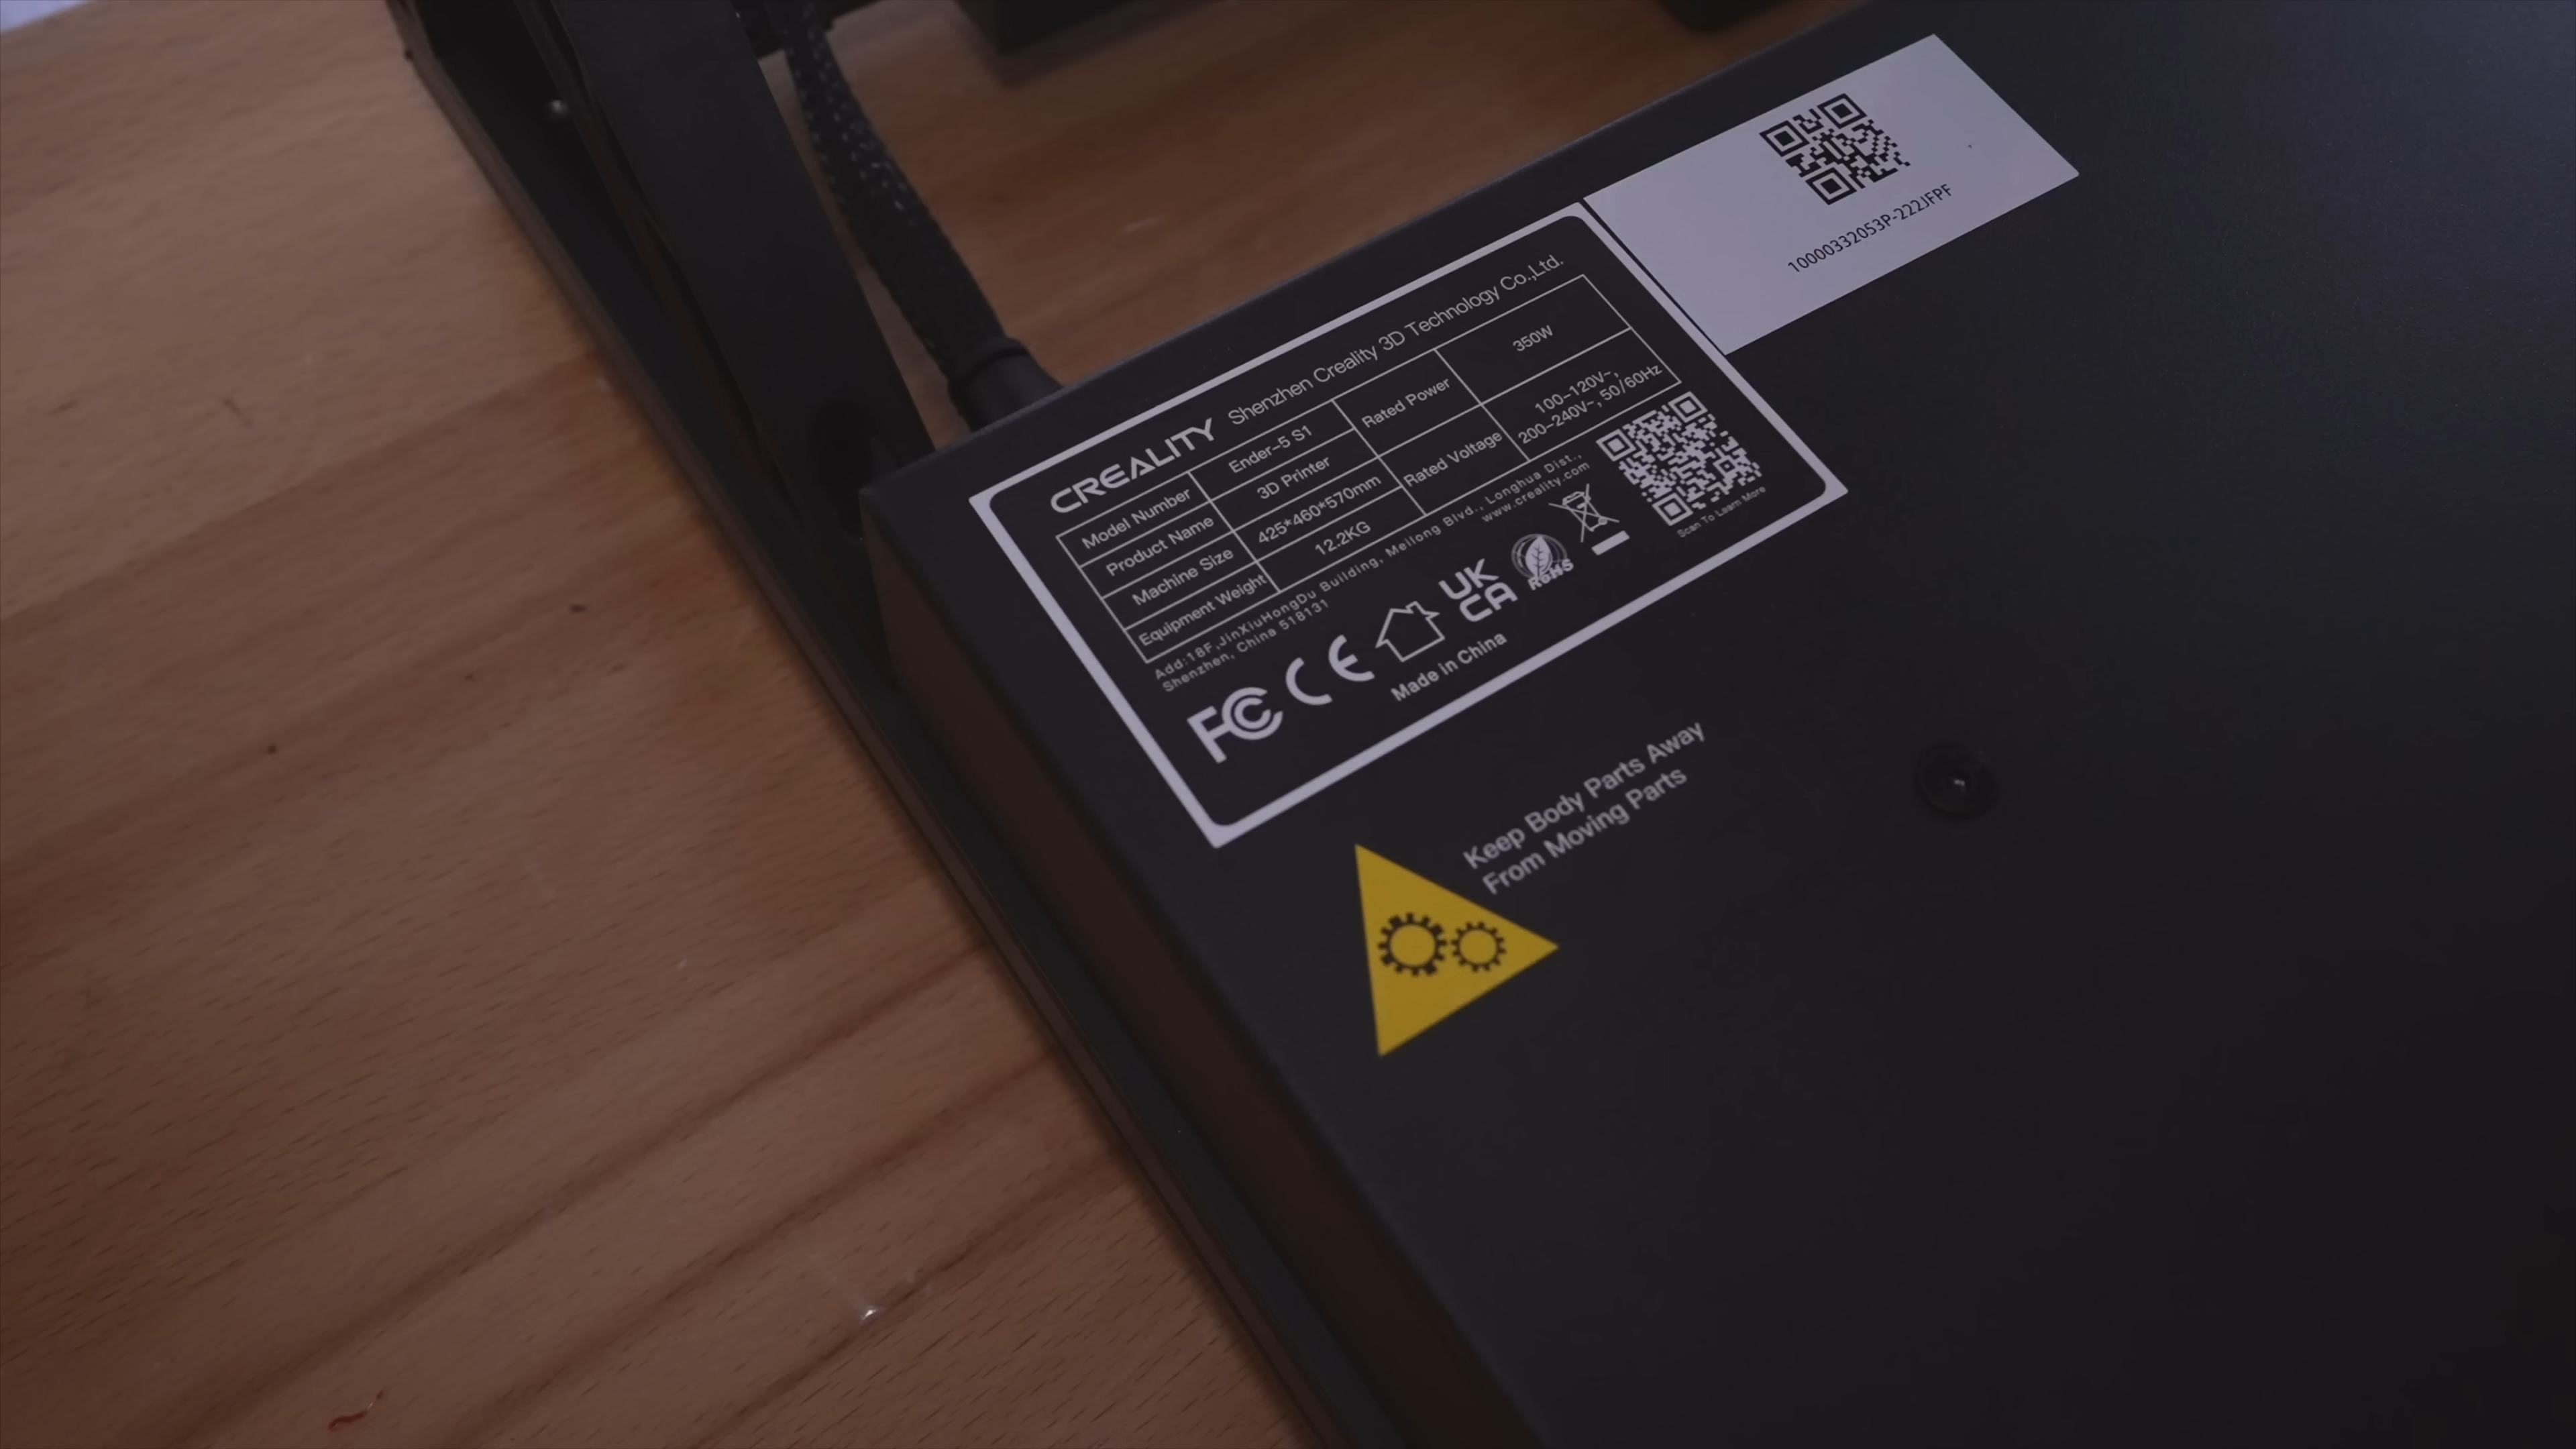 10000332053P-222JFPF
CREALITY Shenzhen Creality 3D Technology Co.,Ltd.
Model Number Ender-5 S1
Product Name 3D Printer
Machine Size 425*460*570mm
Equipment Weight 12.2KG
Rated Power 350W
Rated Voltage 100-120V~,
200-240V~, 50/60Hz
Add:18F,JinXiuHongDu Building, Meilong Blvd., Longhua Dist.,
Shenzhen, China 518131
www.creality.com
Scan To Learn More
FC CE UK
CA RoHS
Made in China
Keep Body Parts Away
From Moving Parts